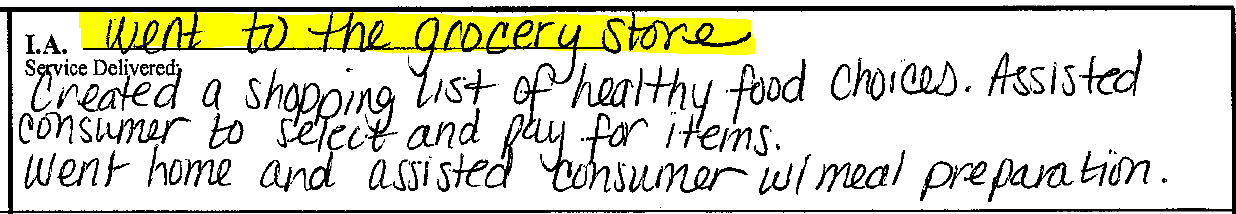 I.A. Went to the grocery store
Service Delivered:
Created a shopping list of healthy food choices. Assisted
consumer to select and pay for items.
Went home and assisted consumer w/ meal preparation.